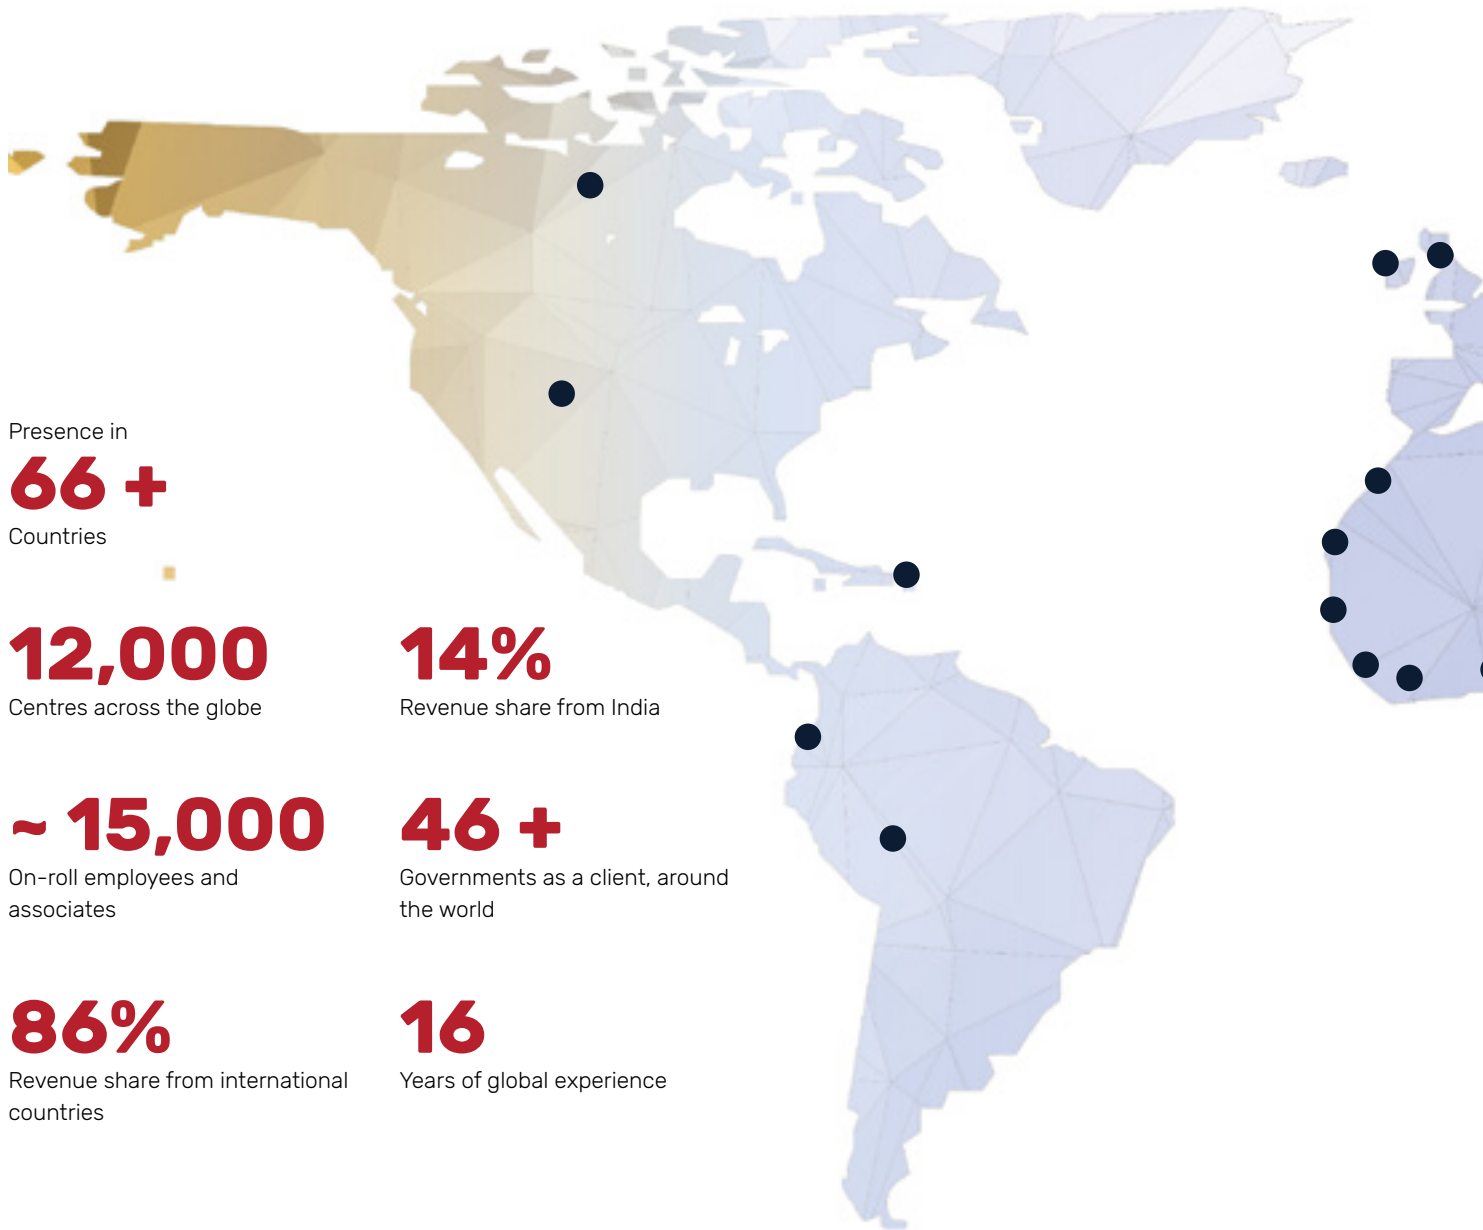 Presence in
66 +
Countries
12,000
Centres across the globe
14%
Revenue share from India
~ 15,000
On-roll employees and
associates
46 +
Governments as a client, around
the world
86%
Revenue share from international
countries
16
Years of global experience